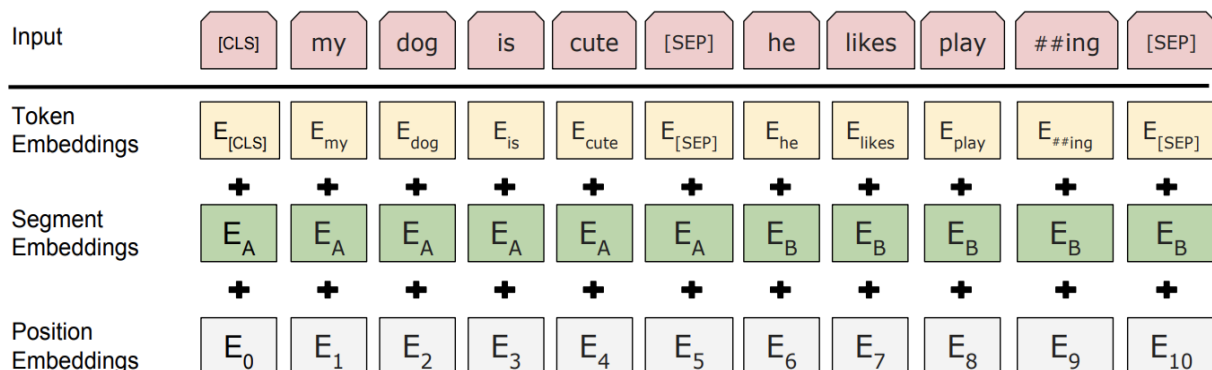 Input [CLS] my dog is cute [SEP] he likes play ##ing [SEP]
Token Embeddings E[CLS] Emy Edog Eis Ecute E[SEP] Ehe Elikes Eplay E##ing E[SEP]
+ + + + + + + + + + +
Segment Embeddings EA EA EA EA EA EA EB EB EB EB EB
+ + + + + + + + + + +
Position Embeddings E0 E1 E2 E3 E4 E5 E6 E7 E8 E9 E10